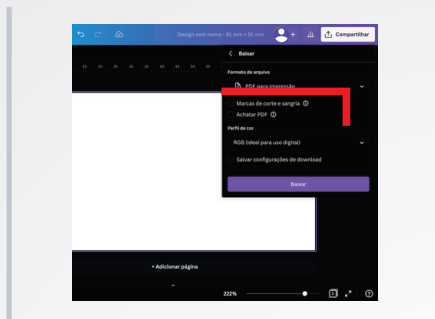 Design sem nome - 91 mm × 51 mm
+
Compartilhar
Baixar
Formato de arquivo
PDF para impressão
Marcas de corte e sangria
Achatar PDF
Perfil de cor
RGB (ideal para uso digital)
Salvar configurações de download
Baixar
+ Adicionar página
222%